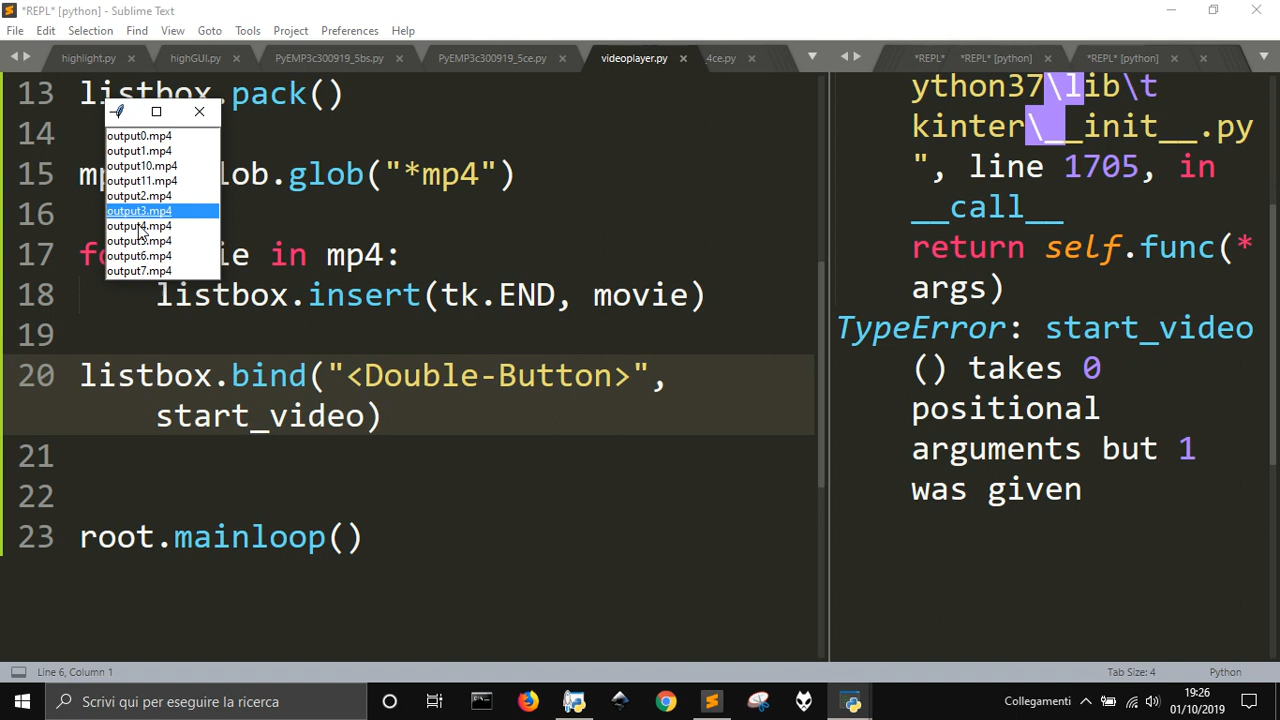 *REPL* [python] - Sublime Text
File Edit Selection Find View Goto Tools Project Preferences Help
highlight.py highGUI.py PyEMP3c300919_5bs.py PyEMP3c300919_5ce.py videoplayer.py 4ce.py *REPL* *REPL* [python] *REPL* [python]
13 listbox.pack()
14
15 lob.glob("*mp4")
16
17 in mp4:
18 listbox.insert(tk.END, movie)
19
20 listbox.bind("<Double-Button>",
start_video)
21
22
23 root.mainloop()
output0.mp4
output1.mp4
output10.mp4
output11.mp4
output2.mp4
output3.mp4
output4.mp4
output5.mp4
output6.mp4
output7.mp4
ython37\lib\t
kinter\__init__.py
", line 1705, in
__call__
return self.func(*
args)
TypeError: start_video
() takes 0
positional
arguments but 1
was given
Line 6, Column 1 Tab Size: 4 Python
Scrivi qui per eseguire la ricerca
Collegamenti
19:26
01/10/2019